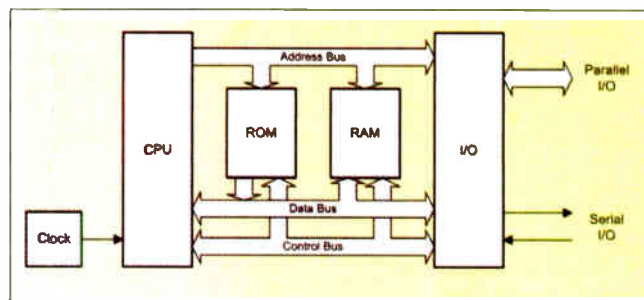 Address Bus
Parallel
I/O
ROM
RAM
CPU
I/O
Data Bus
Serial
I/O
Clock
Control Bus